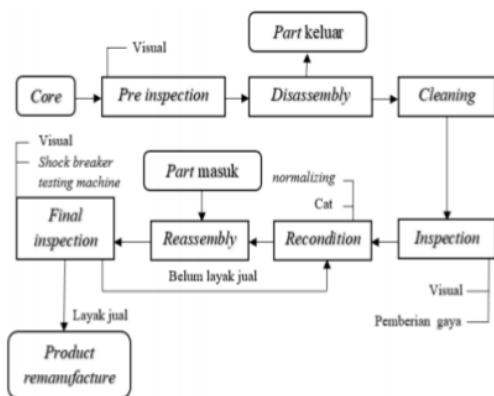 Part keluar
Visual
Core
Pre inspection
Disassembly
Cleaning
Visual
Shock breaker
testing machine
Part masuk
normalizing
Cat
Final
inspection
Reassembly
Recondition
Inspection
Belum layak jual
Visual
Pemberian gaya
Layak jual
Product
remanufacture